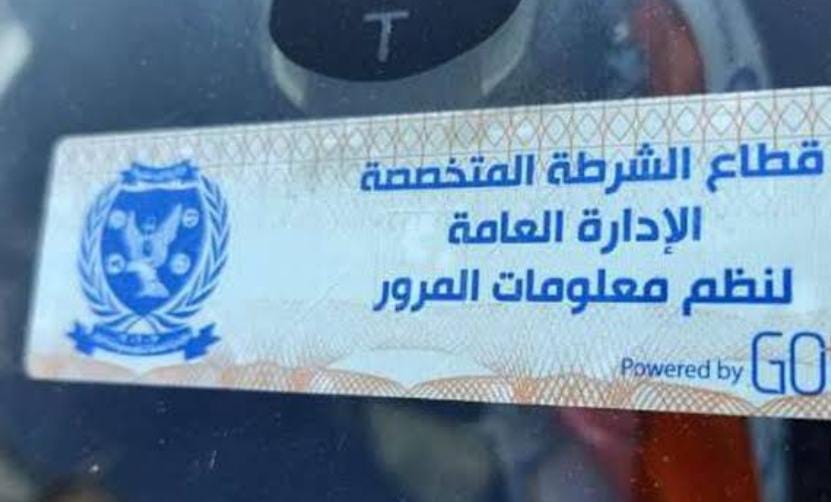 T
قطاع الشرطة المتخصصة
الإدارة العامة
لنظم معلومات المرور
Powered by GO